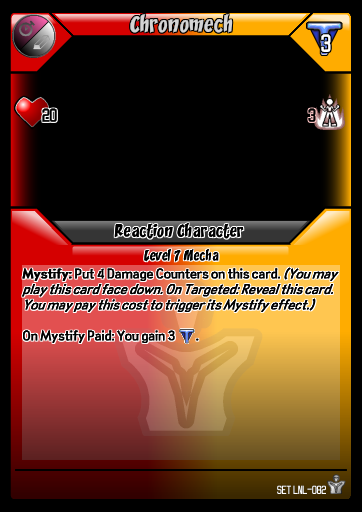 Chronomech
3
20
3
Reaction Character
Level 7 Mecha
Mystify: Put 4 Damage Counters on this card. (You may
play this card face down. On Targeted: Reveal this card.
You may pay this cost to trigger its Mystify effect.)
On Mystify Paid: You gain 3 .
SET LNL-082